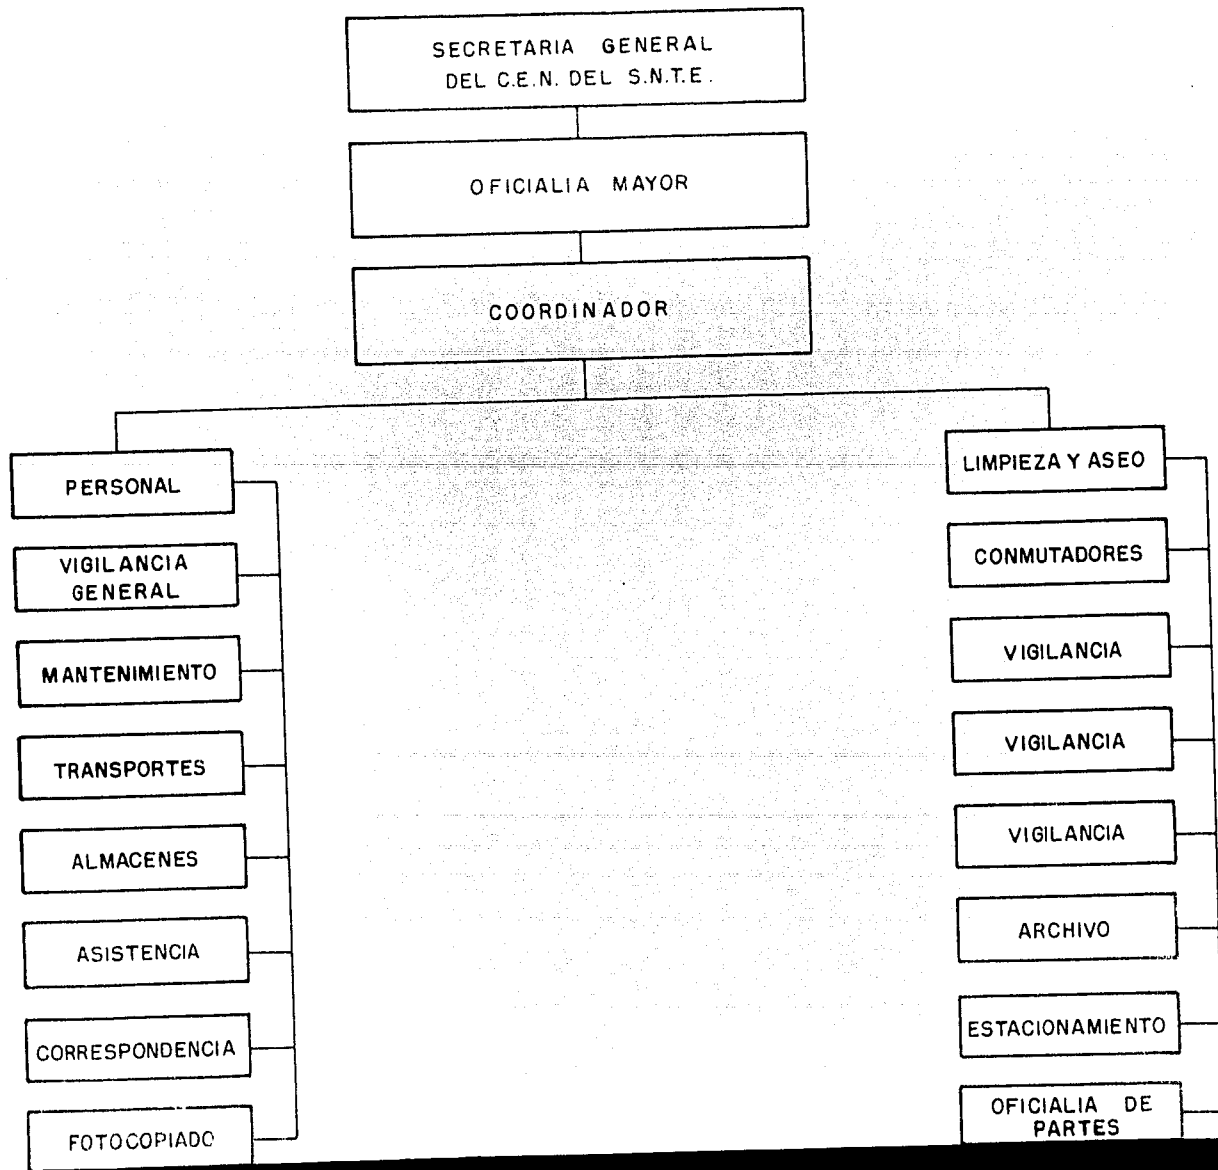 SECRETARIA GENERAL
DEL C.E.N. DEL S.N.T.E.
OFICIALIA MAYOR
COORDINADOR
PERSONAL
VIGILANCIA
GENERAL
MANTENIMIENTO
TRANSPORTES
ALMACENES
ASISTENCIA
CORRESPONDENCIA
FOTOCOPIADO
LIMPIEZA Y ASEO
CONMUTADORES
VIGILANCIA
VIGILANCIA
VIGILANCIA
ARCHIVO
ESTACIONAMIENTO
OFICIALIA DE
PARTES